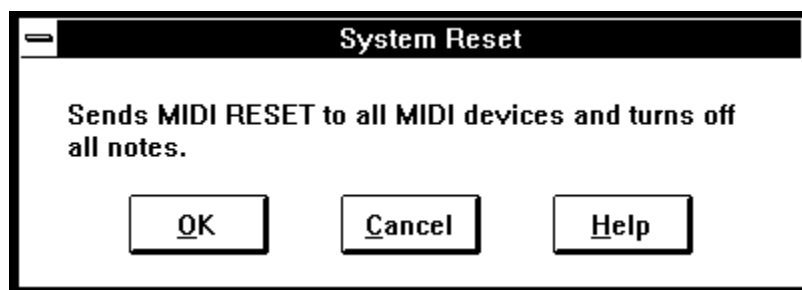 System Reset
Sends MIDI RESET to all MIDI devices and turns off
all notes.
OK Cancel Help